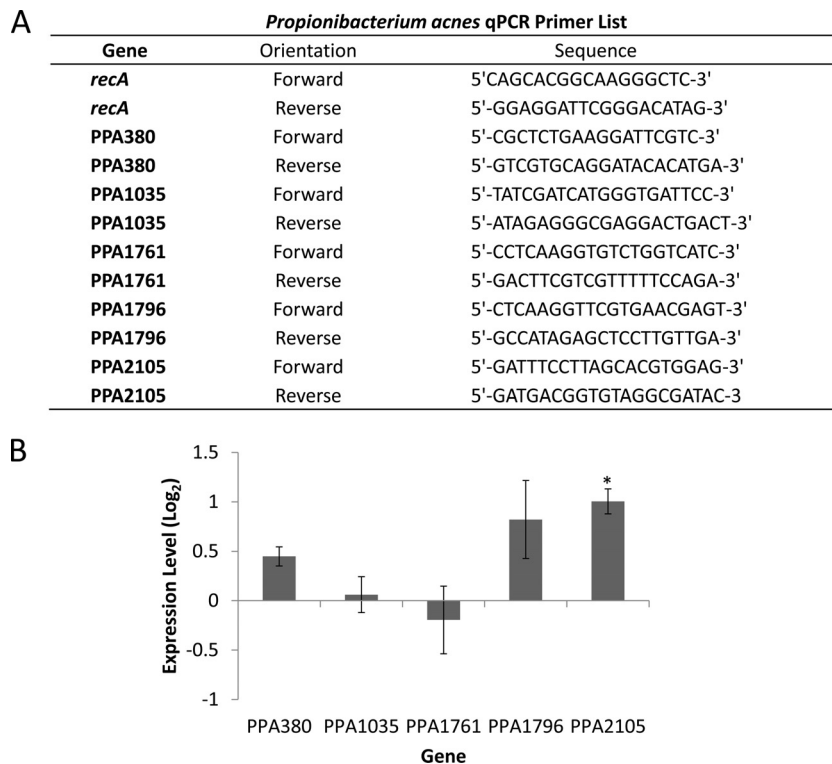 A
Propionibacterium acnes qPCR Primer List
Gene Orientation Sequence
recA Forward 5'CAGCACGGCAAGGGCTC-3'
recA Reverse 5'-GGAGGATTCGGGACATAG-3'
PPA380 Forward 5'-CGCTCTGAAGGATTCGTC-3'
PPA380 Reverse 5'-GTCGTGCAGGATACACATGA-3'
PPA1035 Forward 5'-TATCGATCATGGGTGATTCC-3'
PPA1035 Reverse 5'-ATAGAGGGCGAGGACTGACT-3'
PPA1761 Forward 5'-CCTCAAGGTGTCTGGTCATC-3'
PPA1761 Reverse 5'-GACTTCGTCGTTTTTCCAGA-3'
PPA1796 Forward 5'-CTCAAGGTTCGTGAACGAGT-3'
PPA1796 Reverse 5'-GCCATAGAGCTCCTTGTTGA-3'
PPA2105 Forward 5'-GATTTCCTTAGCACGTGGAG-3'
PPA2105 Reverse 5'-GATGACGGTGTAGGCGATAC-3
B
Expression Level (Log2)
1.5
1
0.5
0
-0.5
-1
*
PPA380 PPA1035 PPA1761 PPA1796 PPA2105
Gene